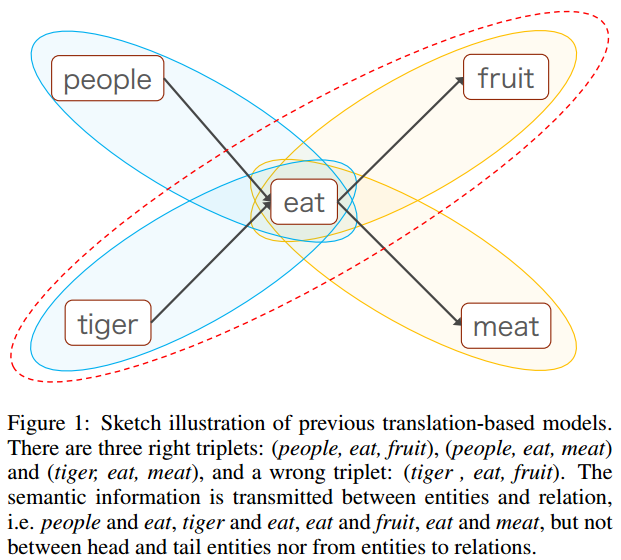 people
fruit
eat
tiger
meat
Figure 1: Sketch illustration of previous translation-based models.
There are three right triplets: (people, eat, fruit), (people, eat, meat)
and (tiger, eat, meat), and a wrong triplet: (tiger , eat, fruit). The
semantic information is transmitted between entities and relation,
i.e. people and eat, tiger and eat, eat and fruit, eat and meat, but not
between head and tail entities nor from entities to relations.